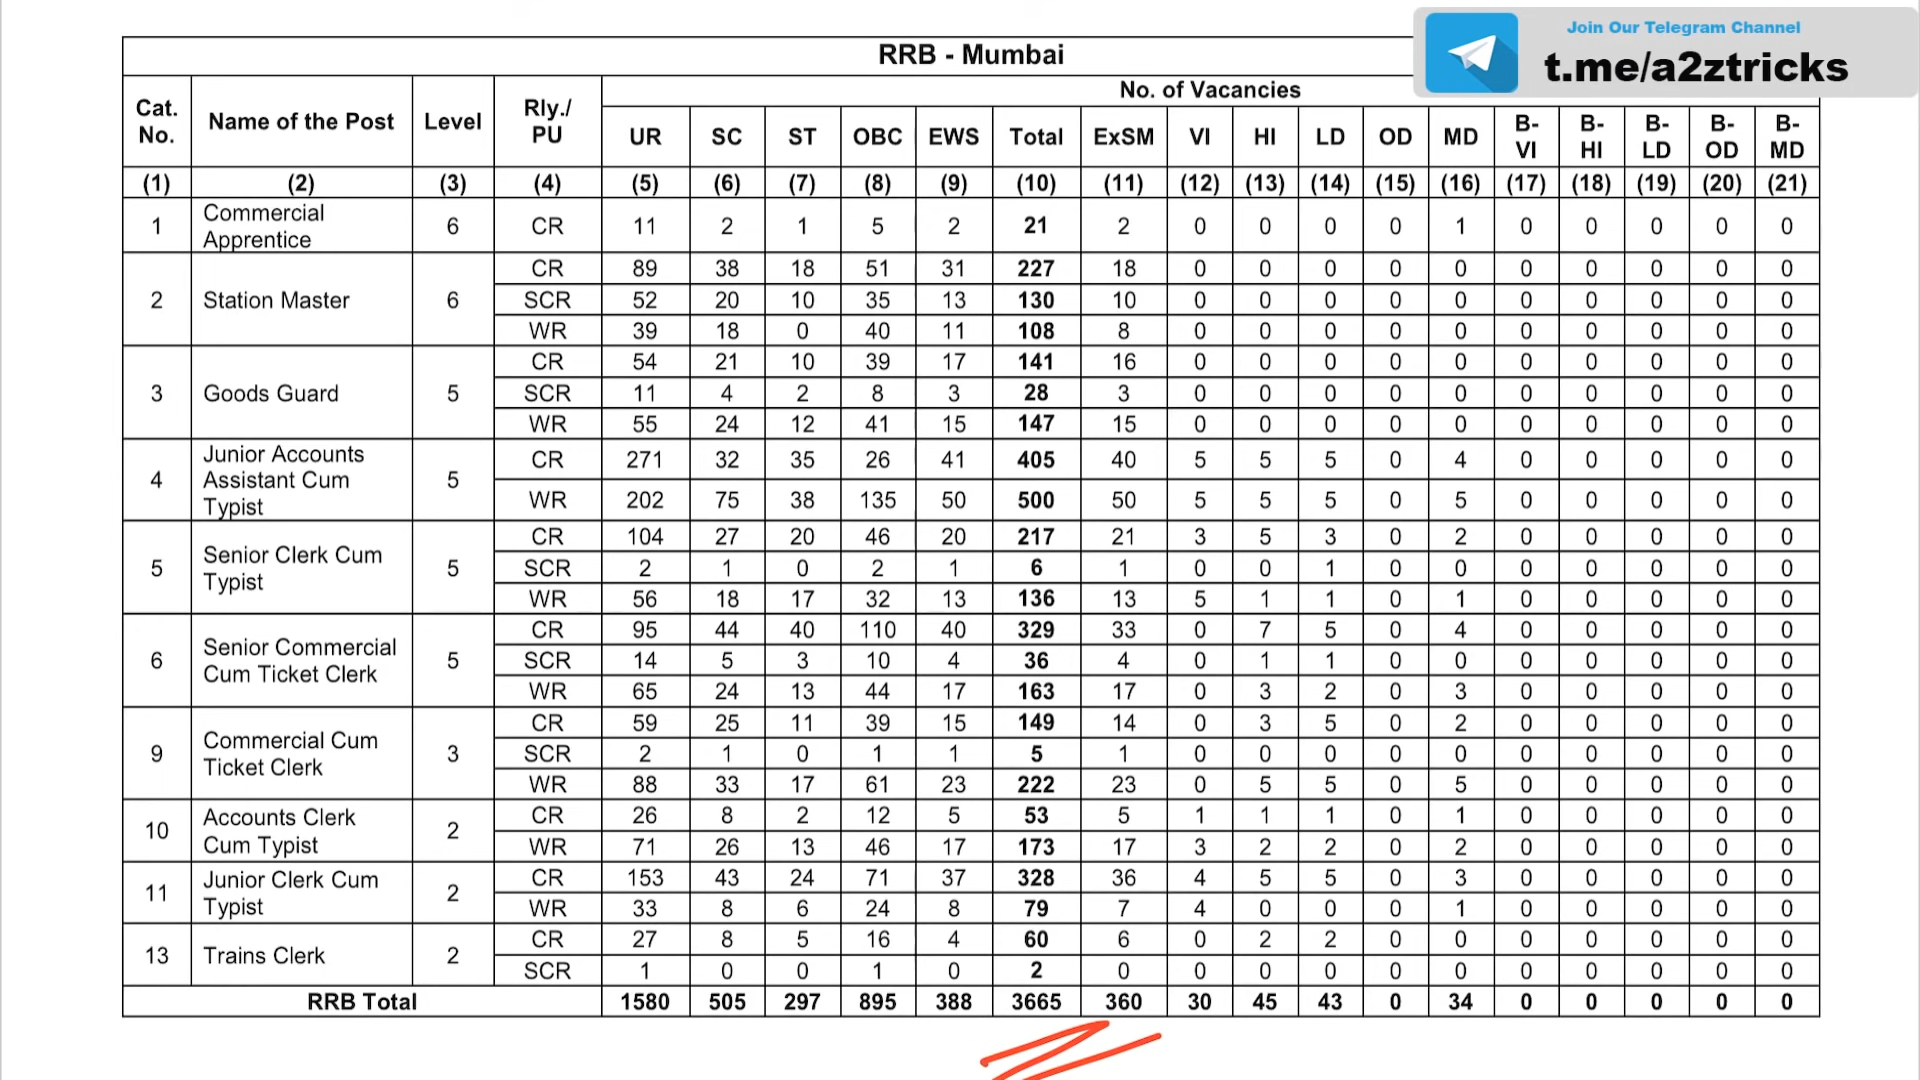 Join Our Telegram Channel
t.me/a2ztricks
RRB - Mumbai
Cat. No. Name of the Post Level Rly./ PU No. of Vacancies
UR SC ST OBC EWS Total ExSM VI HI LD OD MD B-VI B-HI B-LD B-OD B-MD
(1) (2) (3) (4) (5) (6) (7) (8) (9) (10) (11) (12) (13) (14) (15) (16) (17) (18) (19) (20) (21)
1 Commercial Apprentice 6 CR 11 2 1 5 2 21 2 0 0 0 0 1 0 0 0 0 0
2 Station Master 6 CR 89 38 18 51 31 227 18 0 0 0 0 0 0 0 0 0 0
SCR 52 20 10 35 13 130 10 0 0 0 0 0 0 0 0 0 0
WR 39 18 0 40 11 108 8 0 0 0 0 0 0 0 0 0 0
3 Goods Guard 5 CR 54 21 10 39 17 141 16 0 0 0 0 0 0 0 0 0 0
SCR 11 4 2 8 3 28 3 0 0 0 0 0 0 0 0 0 0
WR 55 24 12 41 15 147 15 0 0 0 0 0 0 0 0 0 0
4 Junior Accounts Assistant Cum Typist 5 CR 271 32 35 26 41 405 40 5 5 5 0 4 0 0 0 0 0
WR 202 75 38 135 50 500 50 5 5 5 0 5 0 0 0 0 0
5 Senior Clerk Cum Typist 5 CR 104 27 20 46 20 217 21 3 5 3 0 2 0 0 0 0 0
SCR 2 1 0 2 1 6 1 0 0 1 0 0 0 0 0 0 0
WR 56 18 17 32 13 136 13 5 1 1 0 1 0 0 0 0 0
6 Senior Commercial Cum Ticket Clerk 5 CR 95 44 40 110 40 329 33 0 7 5 0 4 0 0 0 0 0
SCR 14 5 3 10 4 36 4 0 1 1 0 0 0 0 0 0 0
WR 65 24 13 44 17 163 17 0 3 2 0 3 0 0 0 0 0
9 Commercial Cum Ticket Clerk 3 CR 59 25 11 39 15 149 14 0 3 5 0 2 0 0 0 0 0
SCR 2 1 0 1 1 5 1 0 0 0 0 0 0 0 0 0 0
WR 88 33 17 61 23 222 23 0 5 5 0 5 0 0 0 0 0
10 Accounts Clerk Cum Typist 2 CR 26 8 2 12 5 53 5 1 1 1 0 1 0 0 0 0 0
WR 71 26 13 46 17 173 17 3 2 2 0 2 0 0 0 0 0
11 Junior Clerk Cum Typist 2 CR 153 43 24 71 37 328 36 4 5 5 0 3 0 0 0 0 0
WR 33 8 6 24 8 79 7 4 0 0 0 1 0 0 0 0 0
13 Trains Clerk 2 CR 27 8 5 16 4 60 6 0 2 2 0 0 0 0 0 0 0
SCR 1 0 0 1 0 2 0 0 0 0 0 0 0 0 0 0 0
RRB Total 1580 505 297 895 388 3665 360 30 45 43 0 34 0 0 0 0 0